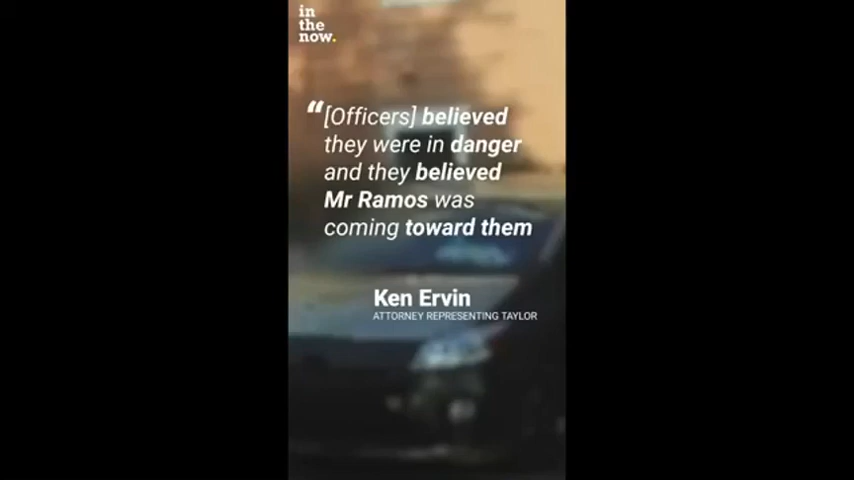 in
the
now.
“[Officers] believed
they were in danger
and they believed
Mr Ramos was
coming toward them
Ken Ervin
ATTORNEY REPRESENTING TAYLOR